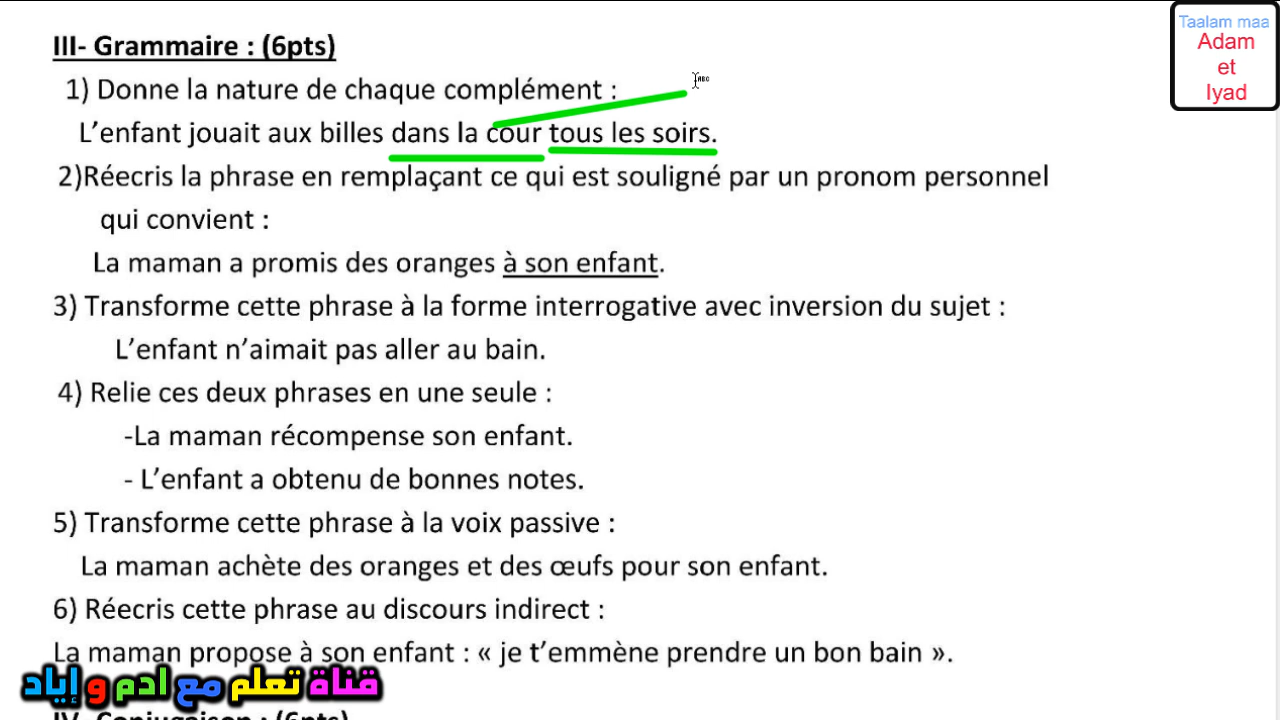 Taalam maa
Adam
et
Iyad
III- Grammaire : (6pts)
1) Donne la nature de chaque complément :
ABC
L’enfant jouait aux billes dans la cour tous les soirs.
2)Réecris la phrase en remplaçant ce qui est souligné par un pronom personnel
qui convient :
La maman a promis des oranges à son enfant.
3) Transforme cette phrase à la forme interrogative avec inversion du sujet :
L’enfant n’aimait pas aller au bain.
4) Relie ces deux phrases en une seule :
-La maman récompense son enfant.
- L’enfant a obtenu de bonnes notes.
5) Transforme cette phrase à la voix passive :
La maman achète des oranges et des œufs pour son enfant.
6) Réecris cette phrase au discours indirect :
La maman propose à son enfant : « je t’emmène prendre un bon bain ».
قناة تعلم مع ادم و إياد
IV- Conjugaison : (6pts)